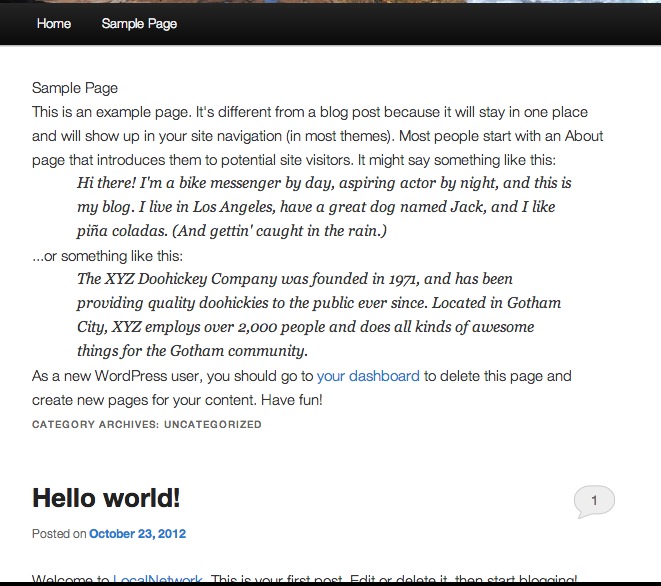 Home Sample Page
Sample Page
This is an example page. It's different from a blog post because it will stay in one place
and will show up in your site navigation (in most themes). Most people start with an About
page that introduces them to potential site visitors. It might say something like this:
Hi there! I'm a bike messenger by day, aspiring actor by night, and this is
my blog. I live in Los Angeles, have a great dog named Jack, and I like
piña coladas. (And gettin' caught in the rain.)
...or something like this:
The XYZ Doohickey Company was founded in 1971, and has been
providing quality doohickies to the public ever since. Located in Gotham
City, XYZ employs over 2,000 people and does all kinds of awesome
things for the Gotham community.
As a new WordPress user, you should go to your dashboard to delete this page and
create new pages for your content. Have fun!
CATEGORY ARCHIVES: UNCATEGORIZED
Hello world!
1
Posted on October 23, 2012
Welcome to LocalNetwork. This is your first post. Edit or delete it, then start blogging!